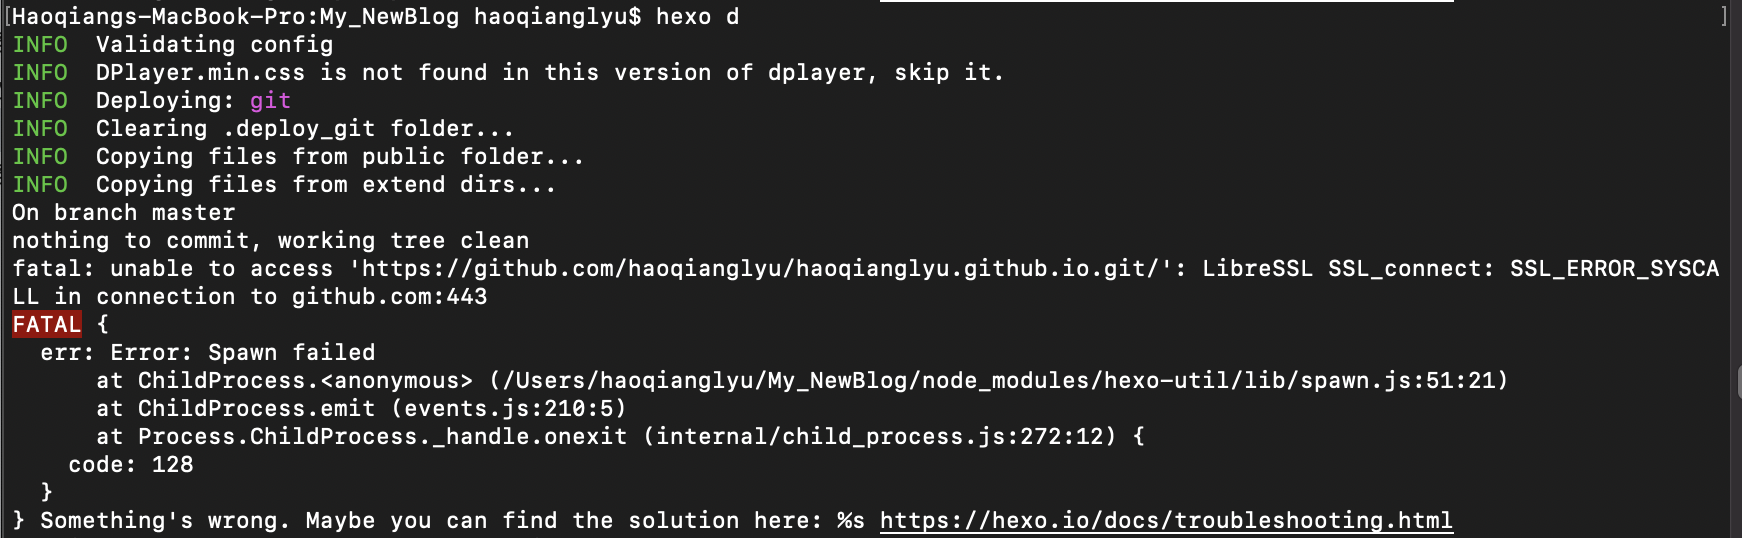 [Haoqiangs-MacBook-Pro:My_NewBlog haoqianglyu$ hexo d ]
INFO  Validating config
INFO  DPlayer.min.css is not found in this version of dplayer, skip it.
INFO  Deploying: git
INFO  Clearing .deploy_git folder...
INFO  Copying files from public folder...
INFO  Copying files from extend dirs...
On branch master
nothing to commit, working tree clean
fatal: unable to access 'https://github.com/haoqianglyu/haoqianglyu.github.io.git/': LibreSSL SSL_connect: SSL_ERROR_SYSCA
LL in connection to github.com:443
FATAL {
  err: Error: Spawn failed
      at ChildProcess.<anonymous> (/Users/haoqianglyu/My_NewBlog/node_modules/hexo-util/lib/spawn.js:51:21)
      at ChildProcess.emit (events.js:210:5)
      at Process.ChildProcess._handle.onexit (internal/child_process.js:272:12) {
    code: 128
  }
} Something's wrong. Maybe you can find the solution here: %s https://hexo.io/docs/troubleshooting.html